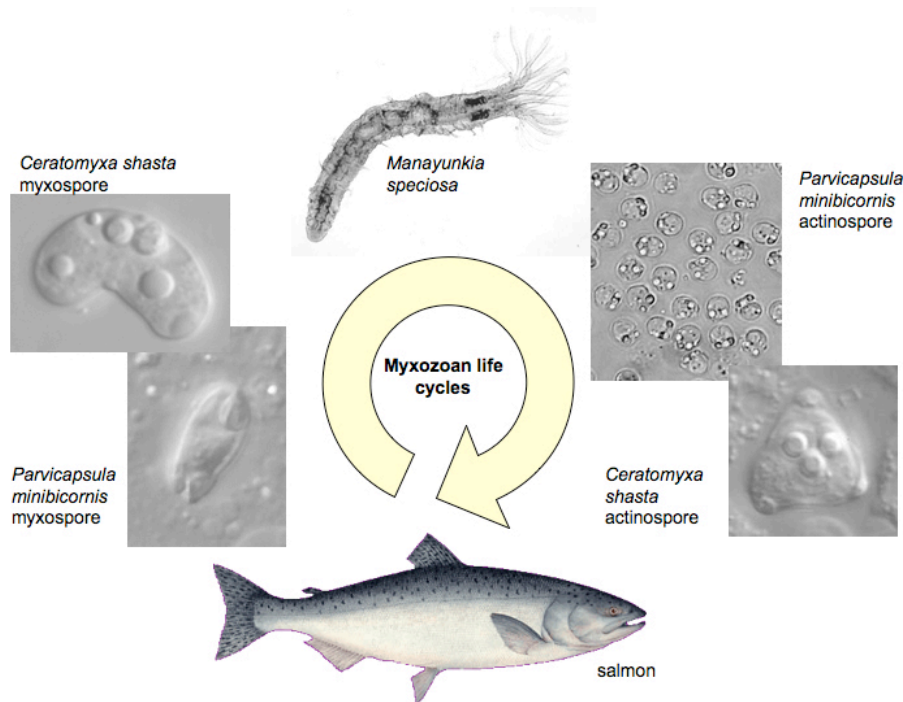 Ceratomyxa shasta
myxospore
Manayunkia
speciosa
Parvicapsula
minibicornis
actinospore
Myxozoan life
cycles
Parvicapsula
minibicornis
myxospore
Ceratomyxa
shasta
actinospore
salmon